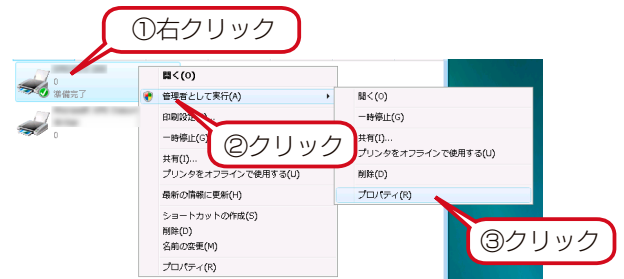 ①右クリック
0
準備完了
0
開く(O)
管理者として実行(A)
印刷設定
一時停止(G)
共有(I)...
プリンタをオフラインで使用する(U)
最新の情報に更新(H)
ショートカットの作成(S)
削除(D)
名前の変更(M)
プロパティ(R)
②クリック
開く(O)
一時停止(G)
共有(I)...
プリンタをオフラインで使用する(U)
削除(D)
プロパティ(R)
③クリック